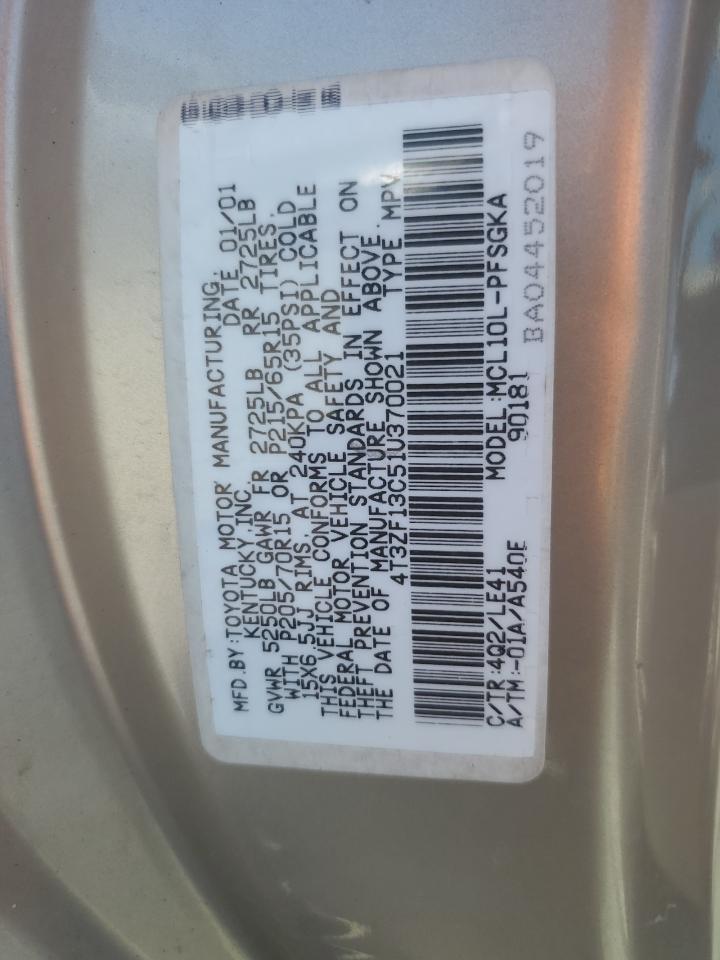 MFD.BY:TOYOTA MOTOR MANUFACTURING,
KENTUCKY,INC. DATE 01/01
GVWR 5250LB GAWR FR 2725LB RR 2725LB
WITH P205/70R15 OR P215/65R15 TIRES,
15X6.5JJ RIMS, AT 240KPA (35PSI) COLD
THIS VEHICLE CONFORMS TO ALL APPLICABLE
FEDERAL MOTOR VEHICLE SAFETY AND
THEFT PREVENTION STANDARDS IN EFFECT ON
THE DATE OF MANUFACTURE SHOWN ABOVE.
4T3ZF13C51U370021 TYPE MPV
C/TR:4Q2/LE41 MODEL:MCL10L-PFSGKA
A/TM:-01A/A540E 90181
BA04452019